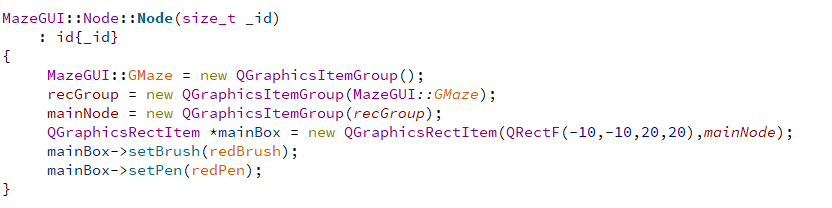 MazeGUI::Node::Node(size_t _id)
    : id{_id}
{
     MazeGUI::GMaze = new QGraphicsItemGroup();
     recGroup = new QGraphicsItemGroup(MazeGUI::GMaze);
     mainNode = new QGraphicsItemGroup(recGroup);
     QGraphicsRectItem *mainBox = new QGraphicsRectItem(QRectF(-10,-10,20,20),mainNode);
     mainBox->setBrush(redBrush);
     mainBox->setPen(redPen);
}